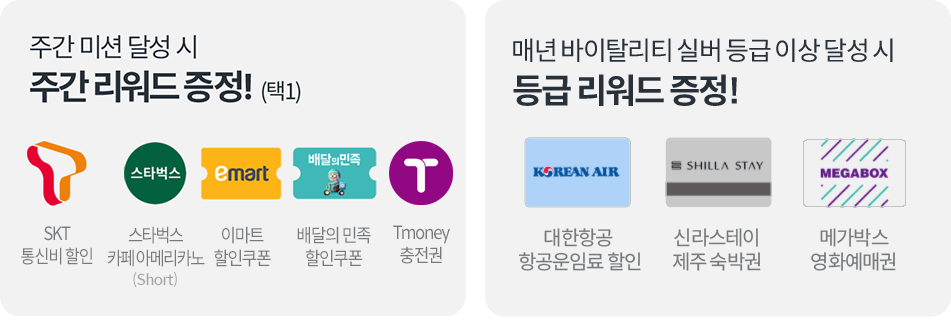 주간 미션 달성 시
주간 리워드 증정! (택1)
스타벅스
emart
배달의민족
T
SKT
통신비 할인
스타벅스
카페아메리카노
(Short)
이마트
할인쿠폰
배달의 민족
할인쿠폰
Tmoney
충전권
매년 바이탈리티 실버 등급 이상 달성 시
등급 리워드 증정!
KOREAN AIR
SHILLA STAY
MEGABOX
대한항공
항공운임료 할인
신라스테이
제주 숙박권
메가박스
영화예매권